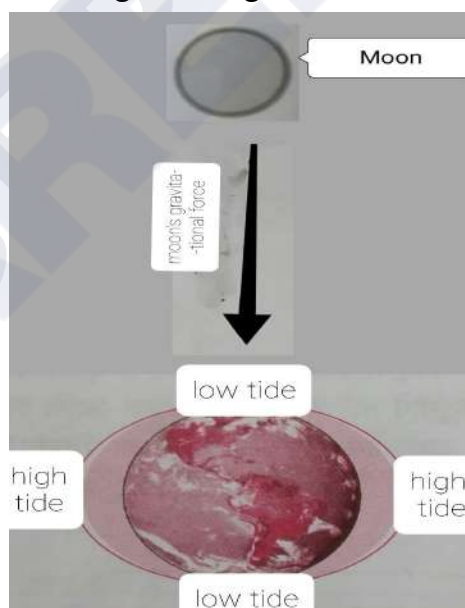 Moon
moon's gravita-
-tional force
low tide
high
tide
high
tide
low tide